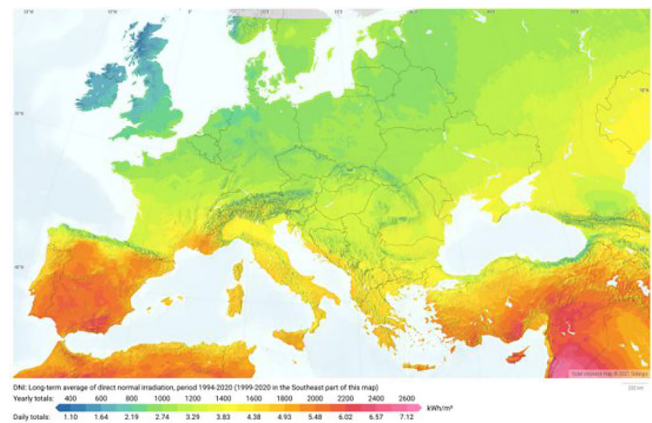 DNI: Long-term average of direct normal irradiation, period 1994-2020 (1999-2020 in the Southeast part of this map)
Yearly totals: 400 600 800 1000 1200 1400 1600 1800 2000 2200 2400 2600
kWh/m²
Daily totals: 1.10 1.64 2.19 2.74 3.29 3.83 4.38 4.93 5.48 6.02 6.57 7.12